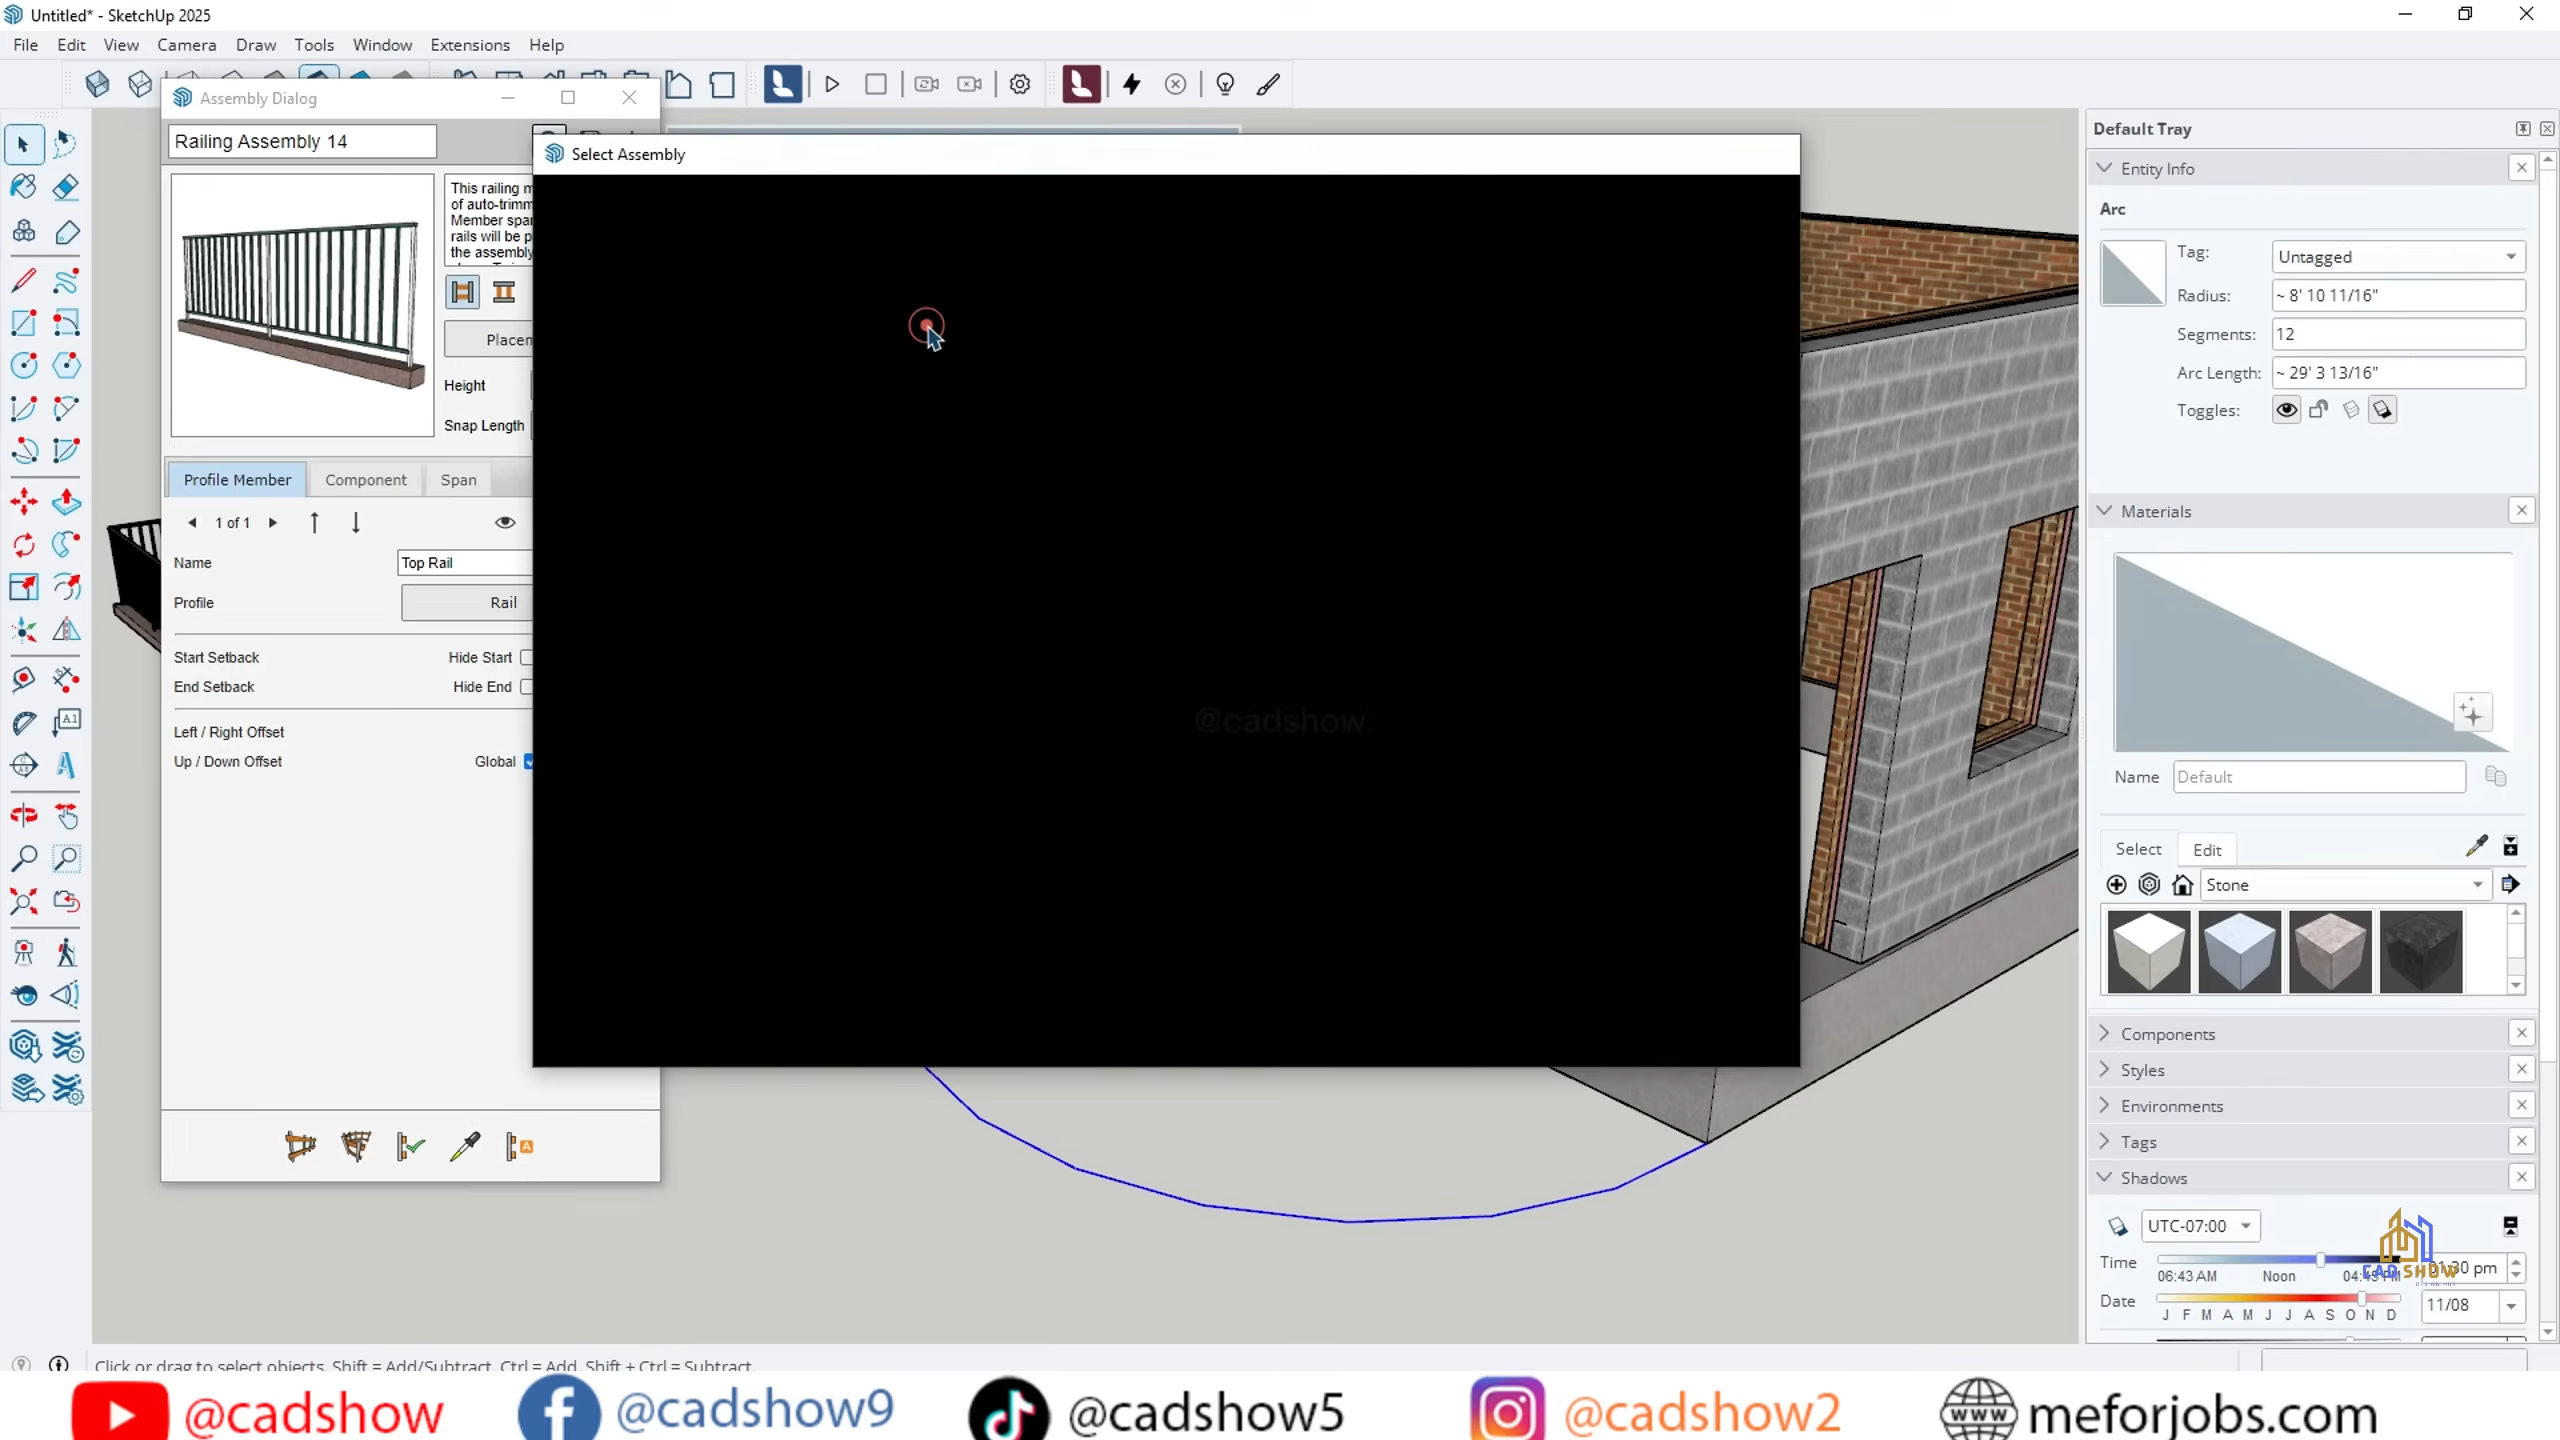 Untitled* - SketchUp 2025
File Edit View Camera Draw Tools Window Extensions Help
Assembly Dialog
Railing Assembly 14
This railing m
of auto-trimm
Member spa
rails will be p
the assembly
Placen
Height
Snap Length
Profile Member Component Span
1 of 1
Name Top Rail
Profile Rail
Start Setback Hide Start
End Setback Hide End
Left / Right Offset
Up / Down Offset Global
Select Assembly
@cadshow
Default Tray
Entity Info
Arc
Tag: Untagged
Radius: ~ 8' 10 11/16"
Segments: 12
Arc Length: ~ 29' 3 13/16"
Toggles:
Materials
Name Default
Select Edit
Stone
Components
Styles
Environments
Tags
Shadows
UTC-07:00
Time 06:43 AM Noon 30 pm
CAD SHOW
Date J F M A M J J A S O N D 11/08
Click or drag to select objects. Shift = Add/Subtract. Ctrl = Add. Shift + Ctrl = Subtract.
@cadshow @cadshow9 @cadshow5 @cadshow2 www meforjobs.com